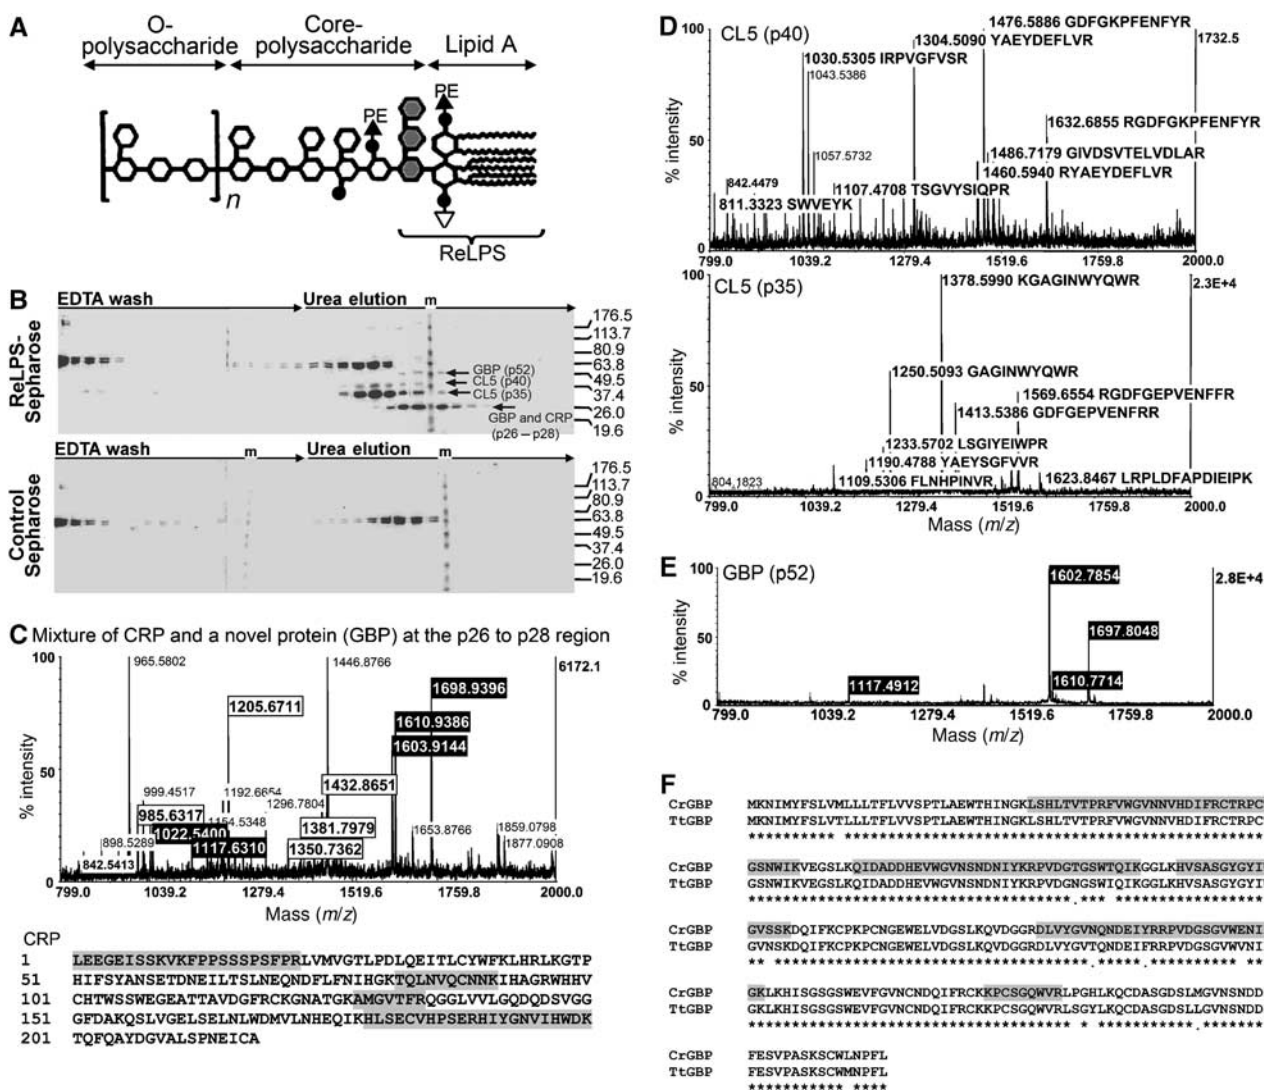 A
O-polysaccharide
Core-polysaccharide
Lipid A
PE
PE
n
ReLPS
B
EDTA wash
Urea elution
m
ReLPS-Sepharose
176.5
113.7
80.9
63.8
49.5
37.4
26.0
19.6
GBP (p52)
CL5 (p40)
CL5 (p35)
GBP and CRP
(p26 – p28)
EDTA wash
m
Urea elution
m
Control Sepharose
176.5
113.7
80.9
63.8
49.5
37.4
26.0
19.6
C Mixture of CRP and a novel protein (GBP) at the p26 to p28 region
100
50
0
% intensity
965.5802
1446.8766
6172.1
1698.9396
1205.6711
1610.9386
1603.9144
1432.8651
999.4517
1192.6654
1296.7804
985.6317
1022.5400
1154.5348
1381.7979
1653.8766
1859.0798
898.5289
1117.6310
1350.7362
1877.0908
842.5413
799.0 1039.2 1279.4 1519.6 1759.8 2000.0
Mass (m/z)
CRP
1 LEEGEISSKVKFPPSSSPSFPRLVMVGTLPDLQEITLCYWFKLHRLKGTP
51 HIFSYANSETDNEILTSLNEQNDFLFNIHGKTQLNVQCNNKIHAGRWHHV
101 CHTWSSWEGEATTAVDGFRCKGNATGKAMGVTFRQGGLVVLGQDQDSVGG
151 GFDAKQSLVGELSELNLWDMVLNHEQIKHLSECVHPSERHIYGNVIHWDK
201 TQFQAYDGVALSPNEICA
D
CL5 (p40)
100
50
0
% intensity
1476.5886 GDFGKPFENFYR
1304.5090 YAEYDEFLVR
1732.5
1030.5305 IRPVGFVSR
1043.5386
1632.6855 RGDFGKPFENFYR
1057.5732
1486.7179 GIVDSVTELVDLAR
1460.5940 RYAEYDEFLVR
842.4479
1107.4708 TSGVYSIQPR
811.3323 SWVEYK
799.0 1039.2 1279.4 1519.6 1759.8 2000.0
CL5 (p35)
100
50
0
% intensity
1378.5990 KGAGINWYQWR
2.3E+4
1250.5093 GAGINWYQWR
1569.6554 RGDFGEPVENFFR
1413.5386 GDFGEPVENFRR
1233.5702 LSGIYEIWPR
1190.4788 YAEYSGFVVR
804.1823
1109.5306 FLNHPINVR
1623.8467 LRPLDFAPDIEIPK
799.0 1039.2 1279.4 1519.6 1759.8 2000.0
Mass (m/z)
E
GBP (p52)
100
50
0
% intensity
1602.7854
2.8E+4
1697.8048
1117.4912
1610.7714
799.0 1039.2 1279.4 1519.6 1759.8 2000.0
Mass (m/z)
F
CrGBP MKNIMYFSLVMLLLTFLVVSPTLAEWTHINGKLSHLTVTPRFVWGVNNVHDIFRCTRPC
TtGBP MKNIMYFSLVTLLLTFLVVSPTLAEWTHINGKLSHLTVTPRFVWGVNNVHDIFRCTRPC
CrGBP GSNWIKVEGSLKQIDADDHEVWGVNSNDNIYKRPVDGTGSWTQIKGGLKHVSASGYGYI
TtGBP GSNWIKVEGSLKQIDADDHEVWGVNSNDNIYKRPVDGNGSWIQIKGGLKHVSASGYGYI
CrGBP GVSSKDQIFKCPKPCNGEWELVDGSLKQVDGGRDLVYGVNQNDEIYRRPVDGSGVWENI
TtGBP GVNSKDQIFKCPKPCNGEWELVDGSLKQVDGGRDLVYGVTQNDEIFRRPVDGSGVWVNI
CrGBP GKLKHISGSGSWEVFGVNCNDQIFRCKKPCSGQWVRLPGHLKQCDASGDSLMGVNSNDD
TtGBP GKLKHISGSGSWEVFGVNCNDQIFRCKKPCSGQWVRLSGYLKQCDASGDSLLGVNSNDD
CrGBP FESVPASKSCWLNPFL
TtGBP FESVPASKSCWMNPFL